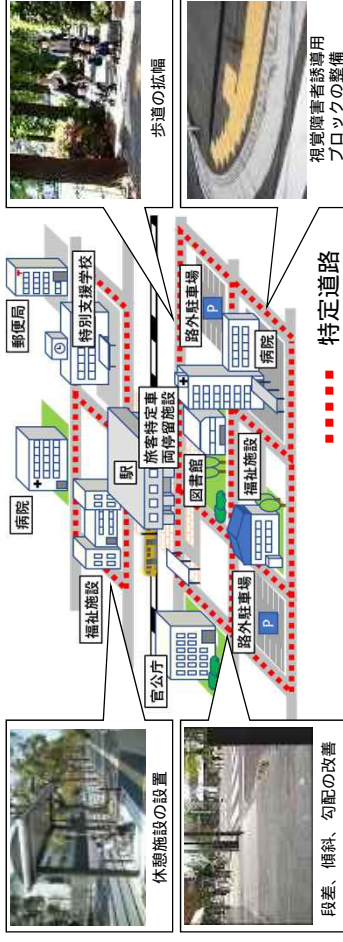 休憩施設の設置
段差、傾斜、勾配の改善
歩道の拡幅
視覚障害者誘導用
ブロックの整備
病院
郵便局
特別支援学校
福祉施設
駅
旅客特定車
両停留施設
路外駐車場
P
官公庁
図書館
病院
福祉施設
路外駐車場
P
特定道路